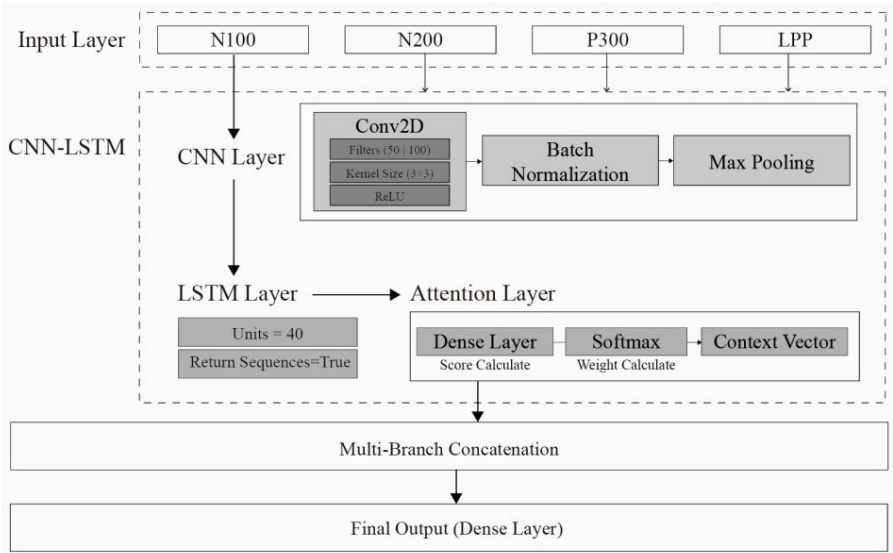 Input Layer
N100
N200
P300
LPP
CNN-LSTM
CNN Layer
Conv2D
Filters (50 | 100)
Kernel Size (3×3)
ReLU
Batch
Normalization
Max Pooling
LSTM Layer
Units = 40
Return Sequences=True
Attention Layer
Dense Layer
Score Calculate
Softmax
Weight Calculate
Context Vector
Multi-Branch Concatenation
Final Output (Dense Layer)